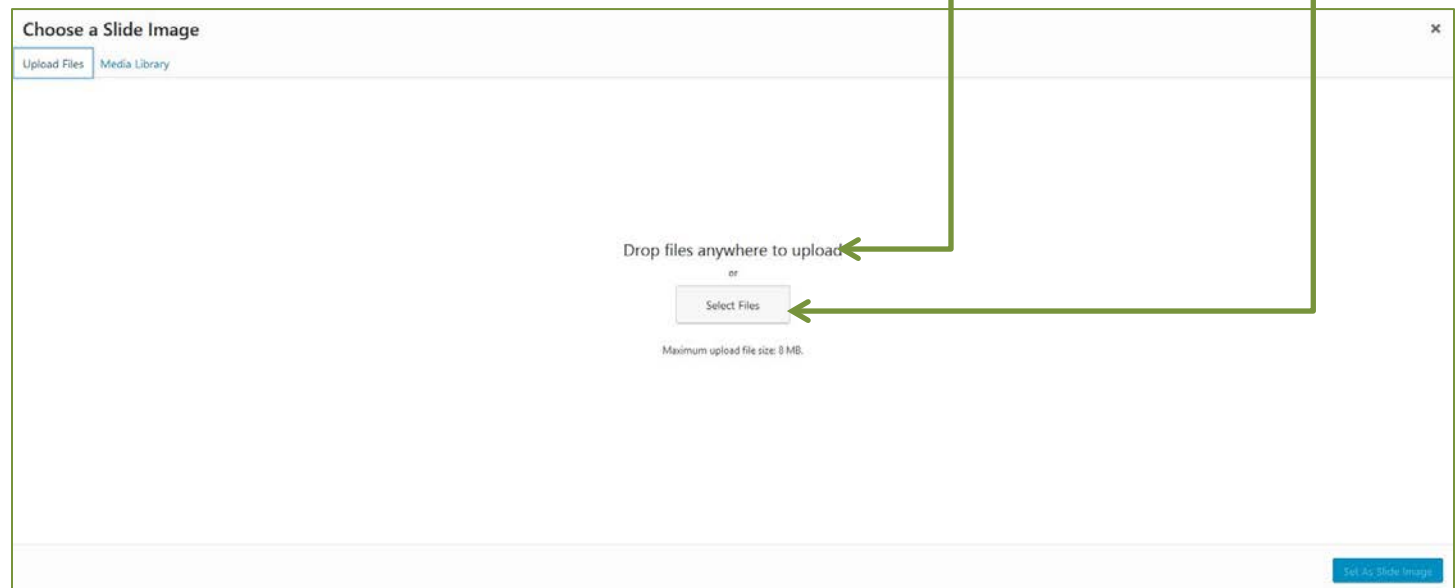 Choose a Slide Image
×
Upload Files Media Library
Drop files anywhere to upload
or
Select Files
Maximum upload file size: 8 MB.
Set As Slide Image